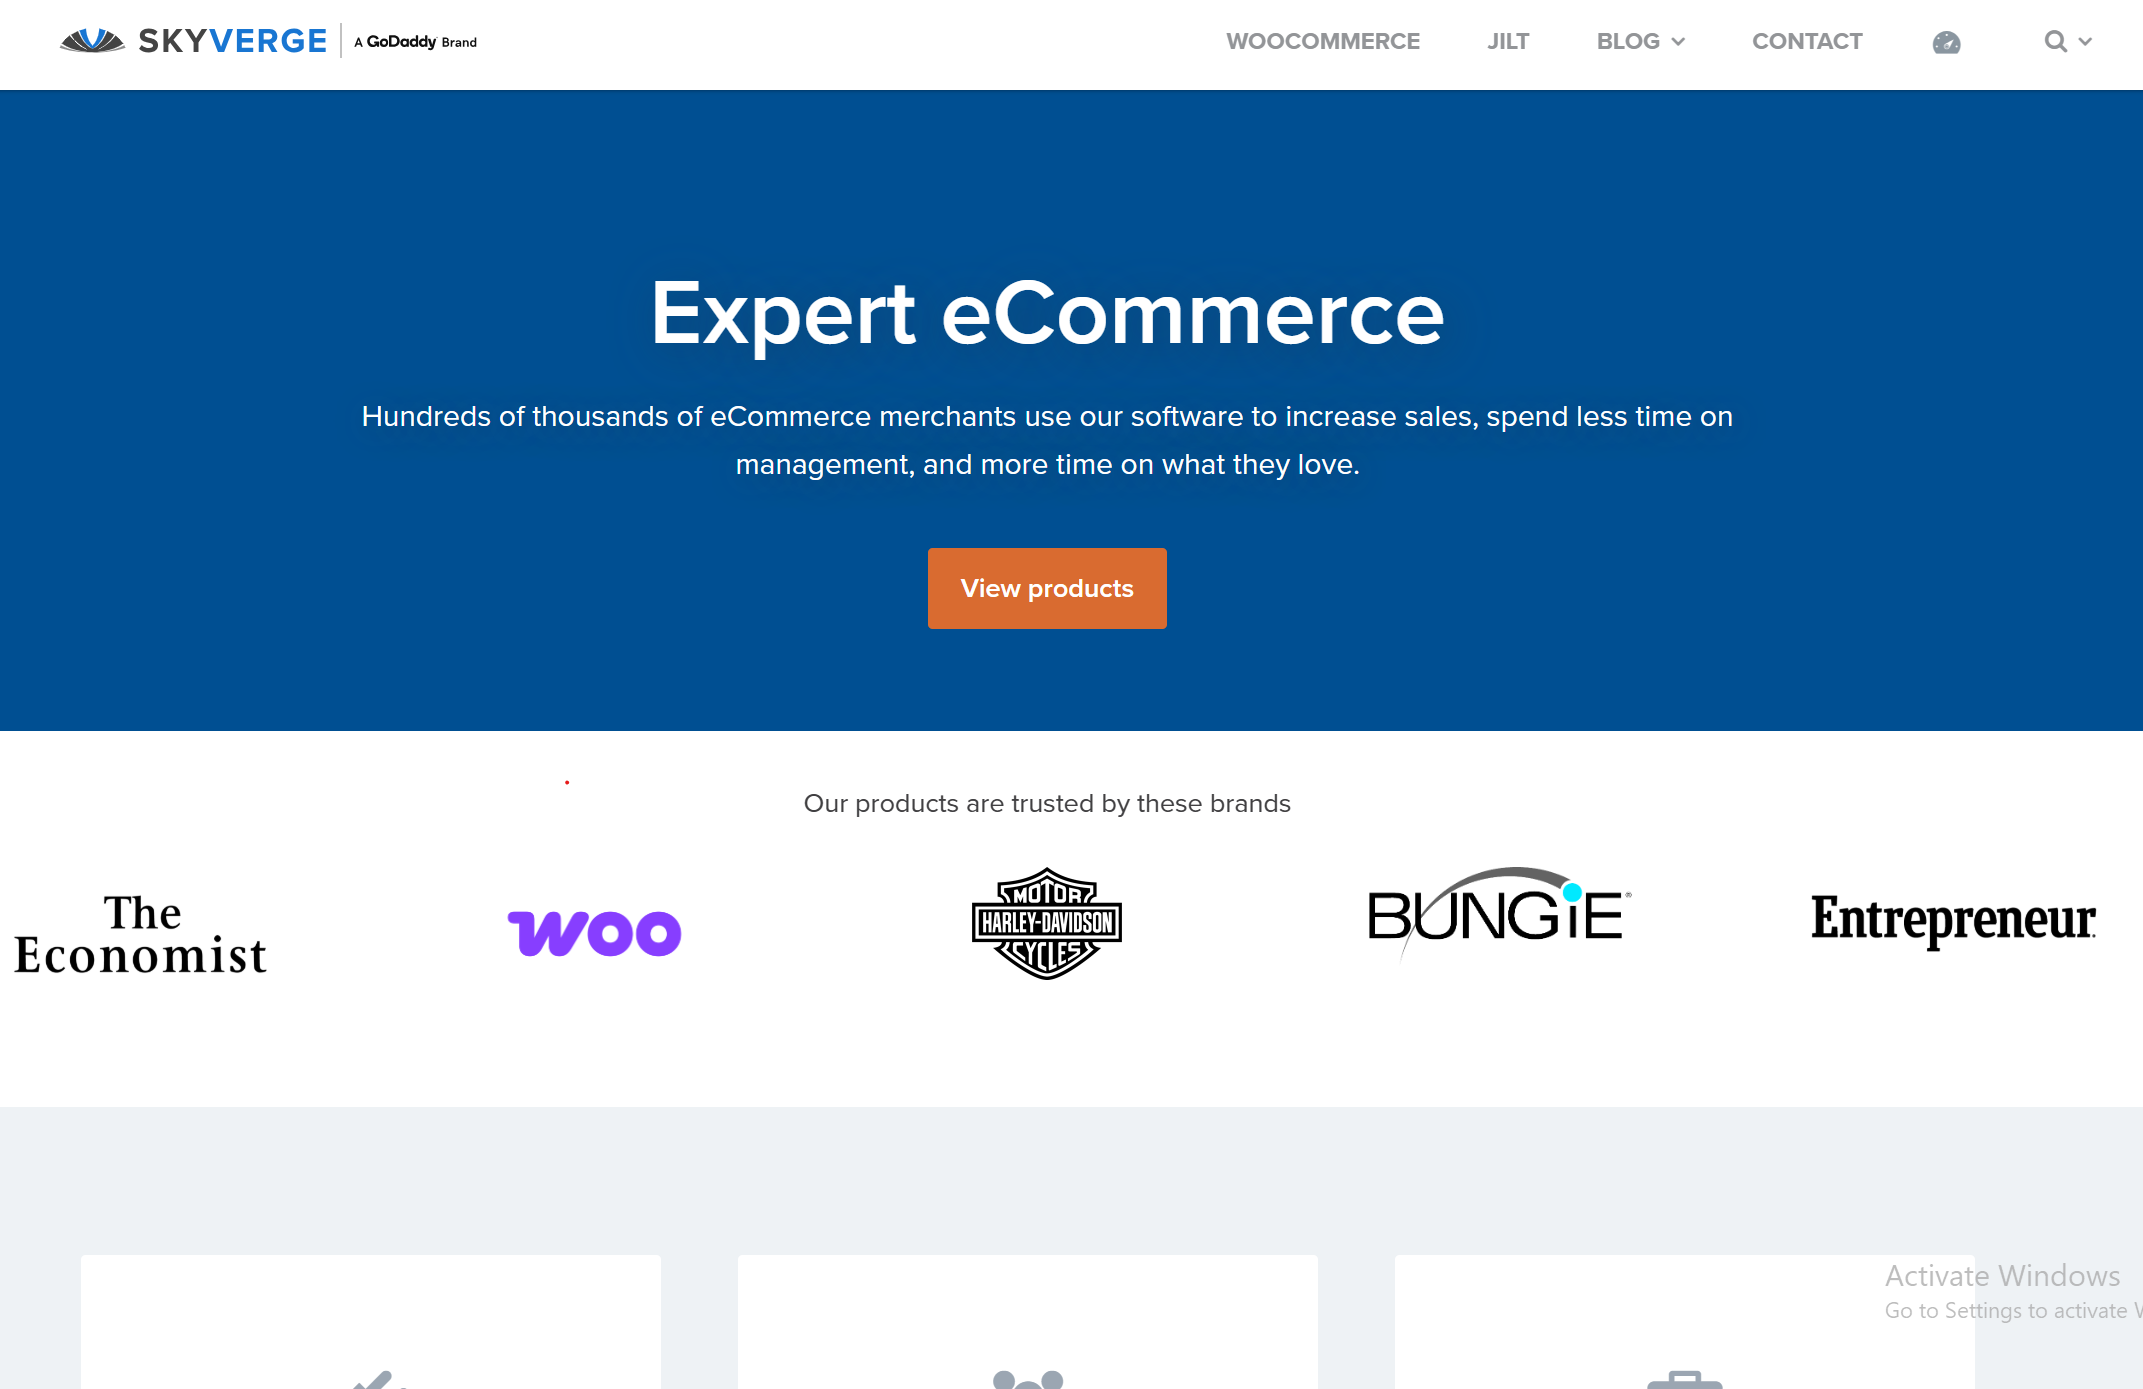 SKYVERGE A GoDaddy Brand
WOOCOMMERCE JILT BLOG CONTACT
Expert eCommerce
Hundreds of thousands of eCommerce merchants use our software to increase sales, spend less time on
management, and more time on what they love.
View products
Our products are trusted by these brands
The
Economist
woo
MOTOR
HARLEY-DAVIDSON
CYCLES
BUNGiE®
Entrepreneur
Activate Windows
Go to Settings to activate